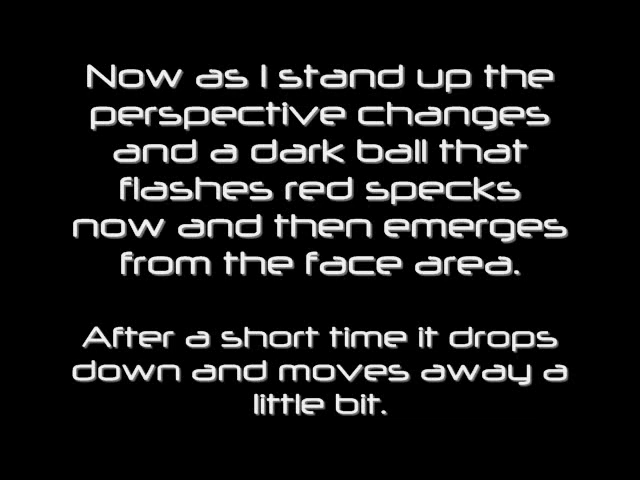 Now as I stand up the
perspective changes
and a dark ball that
flashes red specks
now and then emerges
from the face area.
After a short time it drops
down and moves away a
little bit.